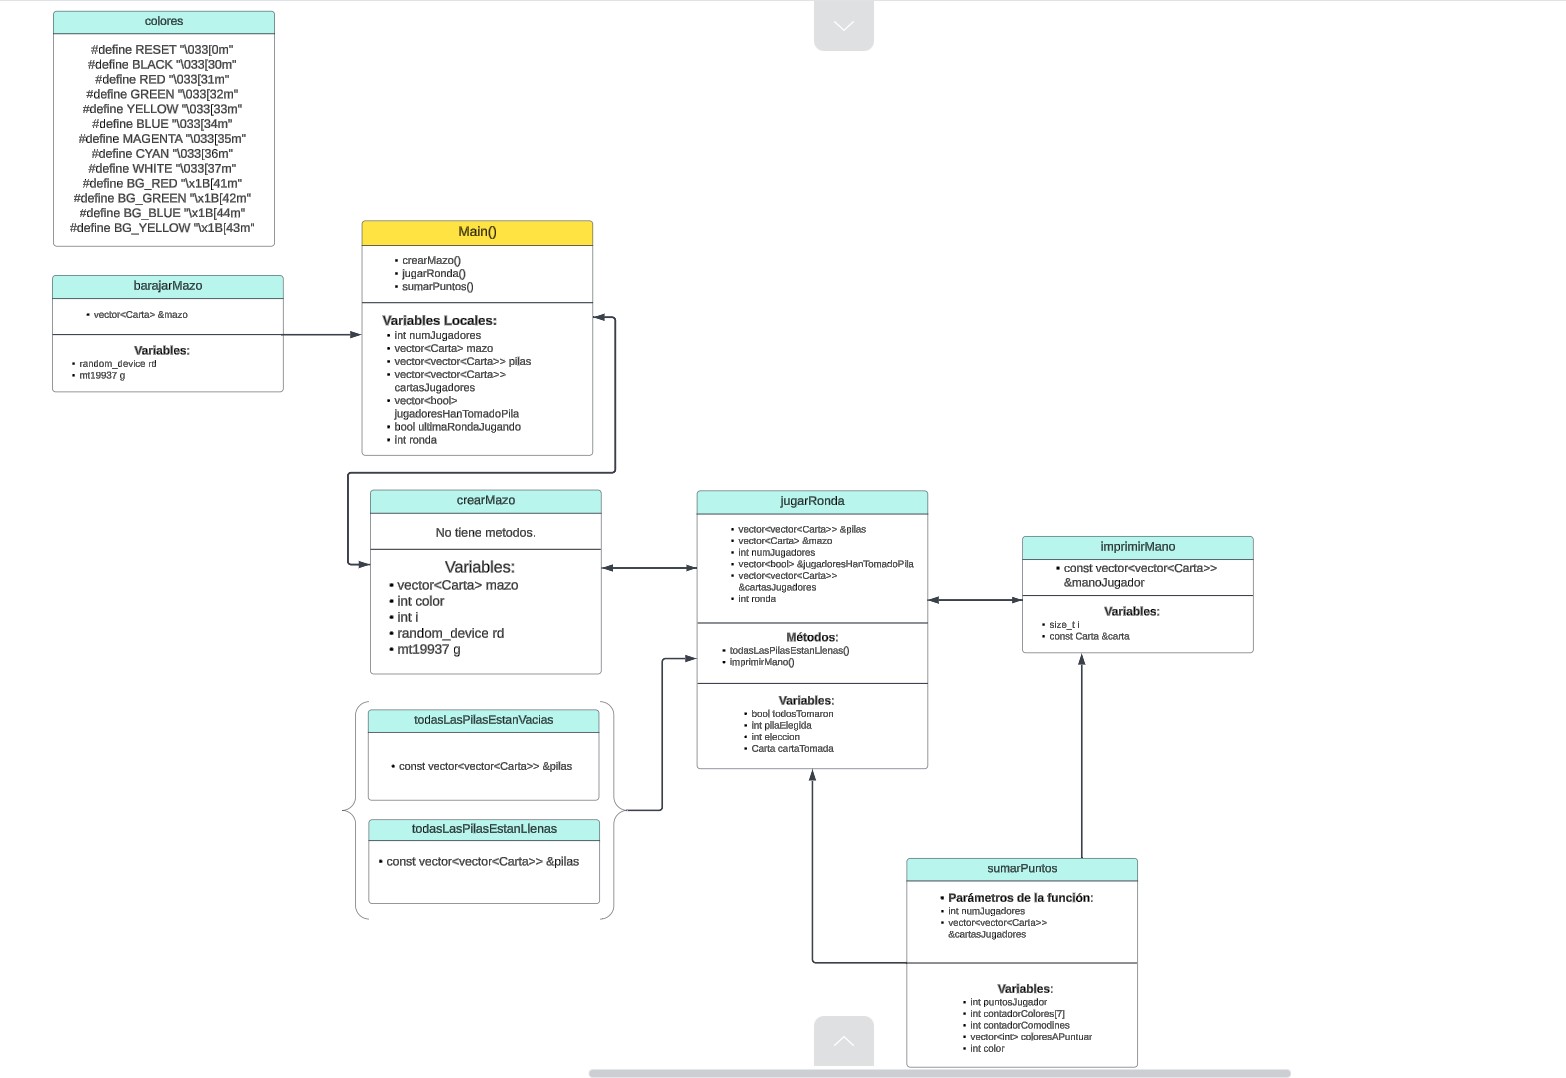 colores
#define RESET "\033[0m"
#define BLACK "\033[30m"
#define RED "\033[31m"
#define GREEN "\033[32m"
#define YELLOW "\033[33m"
#define BLUE "\033[34m"
#define MAGENTA "\033[35m"
#define CYAN "\033[36m"
#define WHITE "\033[37m"
#define BG_RED "\x1B[41m"
#define BG_GREEN "\x1B[42m"
#define BG_BLUE "\x1B[44m"
#define BG_YELLOW "\x1B[43m"
barajarMazo
• vector<Carta> &mazo
Variables:
• random_device rd
• mt19937 g
Main()
• crearMazo()
• jugarRonda()
• sumarPuntos()
Variables Locales:
• int numJugadores
• vector<Carta> mazo
• vector<vector<Carta>> pilas
• vector<vector<Carta>>
cartasJugadores
• vector<bool>
jugadoresHanTomadoPila
• bool ultimaRondaJugando
• int ronda
crearMazo
No tiene metodos.
Variables:
• vector<Carta> mazo
• int color
• int i
• random_device rd
• mt19937 g
jugarRonda
• vector<vector<Carta>> &pilas
• vector<Carta> &mazo
• int numJugadores
• vector<bool> &jugadoresHanTomadoPila
• vector<vector<Carta>>
&cartasJugadores
• int ronda
Métodos:
• todasLasPilasEstanLlenas()
• imprimirMano()
Variables:
• bool todosTomaron
• int pilaElegida
• int eleccion
• Carta cartaTomada
imprimirMano
• const vector<vector<Carta>>
&manoJugador
Variables:
• size_t i
• const Carta &carta
todasLasPilasEstanVacias
• const vector<vector<Carta>> &pilas
todasLasPilasEstanLlenas
• const vector<vector<Carta>> &pilas
sumarPuntos
• Parámetros de la función:
• int numJugadores
• vector<vector<Carta>>
&cartasJugadores
Variables:
• int puntosJugador
• int contadorColores[7]
• int contadorComodines
• vector<int> coloresAPuntuar
• int color